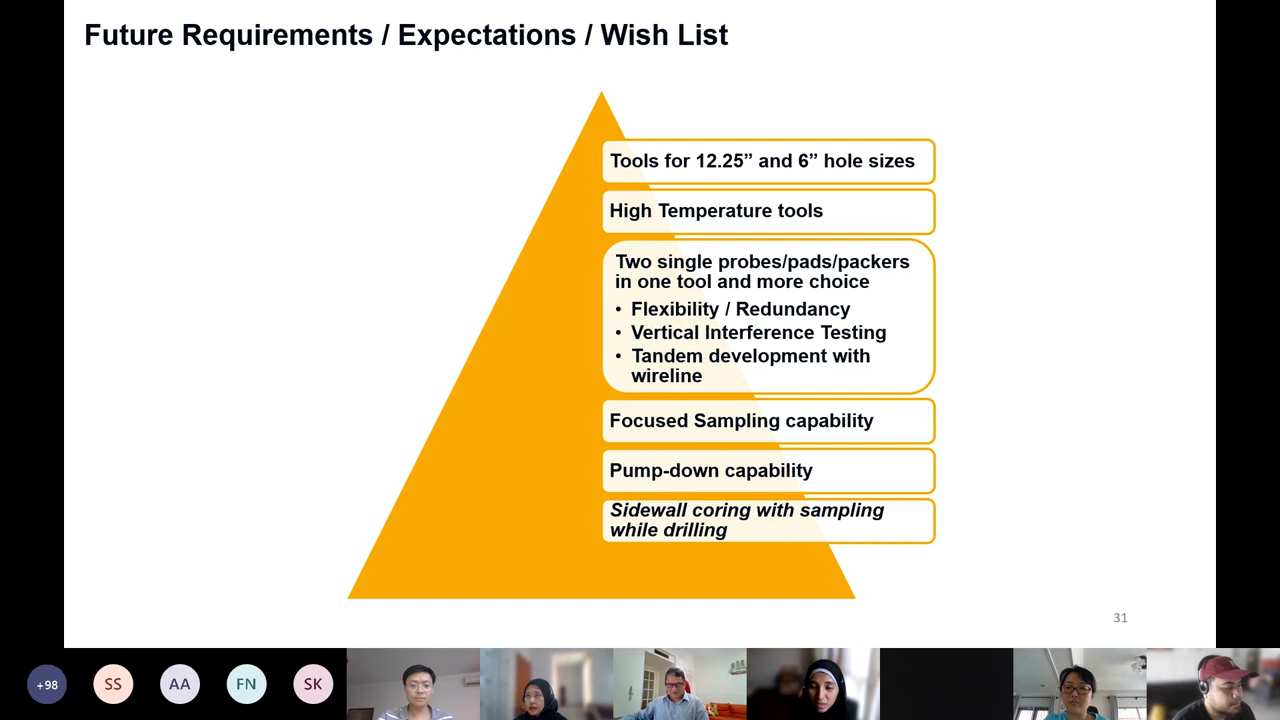 Future Requirements / Expectations / Wish List
Tools for 12.25” and 6” hole sizes
High Temperature tools
Two single probes/pads/packers
in one tool and more choice
• Flexibility / Redundancy
• Vertical Interference Testing
• Tandem development with
wireline
Focused Sampling capability
Pump-down capability
Sidewall coring with sampling
while drilling
31
+98
SS
AA
FN
SK